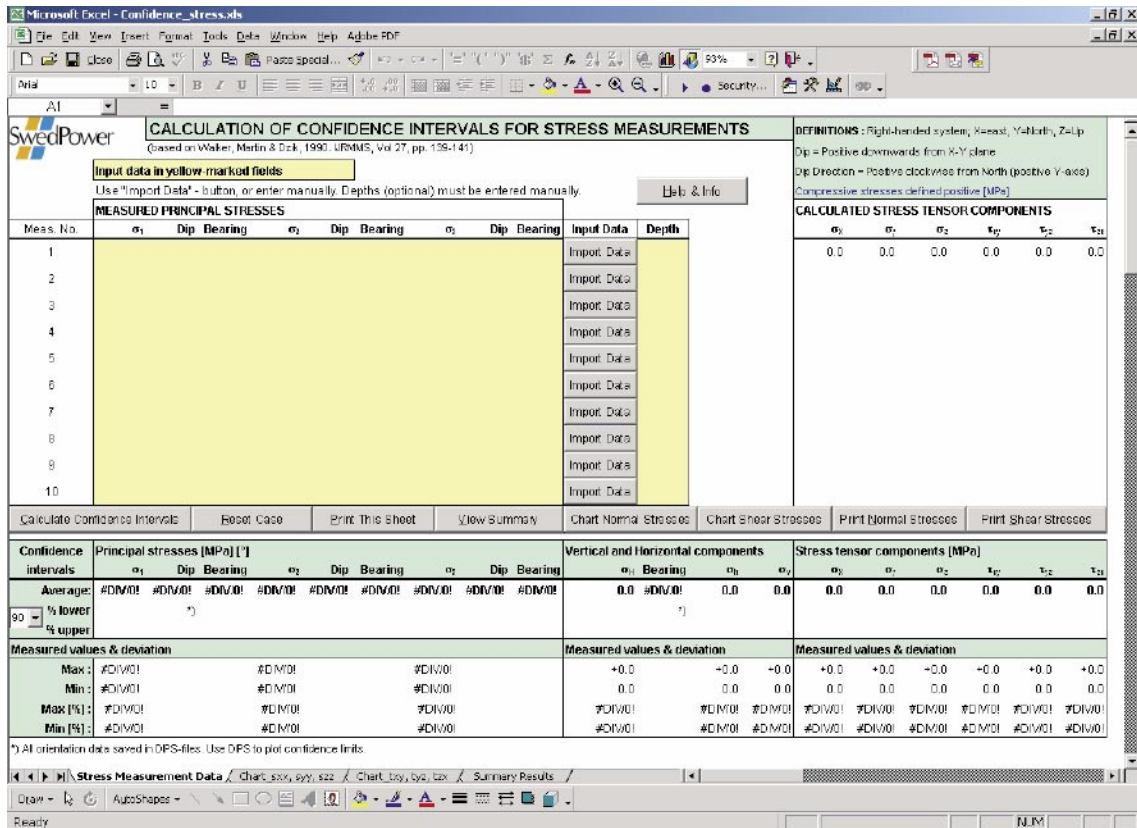 Microsoft Excel - Confidence_stress.xls
File Edit View Insert Format Tools Data Window Help Adobe PDF
Close Paste Special... 93% 
Arial 10 B I U Security...
A1 =
SwedPower
CALCULATION OF CONFIDENCE INTERVALS FOR STRESS MEASUREMENTS
(based on Walker, Martin & Dzik, 1990. IJRMMS, Vol 27, pp. 139-141)
Input data in yellow-marked fields
Use "Import Data" - button, or enter manually. Depths (optional) must be entered manually.
Help & Info
DEFINITIONS : Right-handed system; X=east, Y=North, Z=Up
Dip = Positive downwards from X-Y plane
Dip Direction = Positive clockwise from North (positive Y-axis)
Compressive stresses defined positive [MPa]
MEASURED PRINCIPAL STRESSES
CALCULATED STRESS TENSOR COMPONENTS
Meas. No. σ1 Dip Bearing σ2 Dip Bearing σ3 Dip Bearing Input Data Depth σx σy σz τxy τyz τzx
1 Import Data 0.0 0.0 0.0 0.0 0.0 0.0
2 Import Data
3 Import Data
4 Import Data
5 Import Data
6 Import Data
7 Import Data
8 Import Data
9 Import Data
10 Import Data
Calculate Confidence Intervals Reset Case Print This Sheet View Summary Chart Normal Stresses Chart Shear Stresses Print Normal Stresses Print Shear Stresses
Confidence Principal stresses [MPa] [°] Vertical and Horizontal components Stress tensor components [MPa]
intervals σ1 Dip Bearing σ2 Dip Bearing σ3 Dip Bearing σH Bearing σh σv σx σy σz τxy τyz τzx
Average: #DIV/0! #DIV/0! #DIV/0! #DIV/0! #DIV/0! #DIV/0! #DIV/0! #DIV/0! #DIV/0! 0.0 #DIV/0! 0.0 0.0 0.0 0.0 0.0 0.0 0.0 0.0
90 % lower *) *)
% upper
Measured values & deviation Measured values & deviation Measured values & deviation
Max : #DIV/0! #DIV/0! #DIV/0! +0.0 +0.0 +0.0 +0.0 +0.0 +0.0 +0.0 +0.0 +0.0
Min : #DIV/0! #DIV/0! #DIV/0! 0.0 0.0 0.0 0.0 0.0 0.0 0.0 0.0 0.0
Max [%] : #DIV/0! #DIV/0! #DIV/0! #DIV/0! #DIV/0! #DIV/0! #DIV/0! #DIV/0! #DIV/0! #DIV/0! #DIV/0! #DIV/0!
Min [%] : #DIV/0! #DIV/0! #DIV/0! #DIV/0! #DIV/0! #DIV/0! #DIV/0! #DIV/0! #DIV/0! #DIV/0! #DIV/0! #DIV/0!
*) All orientation data saved in DPS-files. Use DPS to plot confidence limits.
Stress Measurement Data / Chart_sxx, syy, szz / Chart_txy, tyz, tzx / Summary Results /
Draw AutoShapes
Ready NUM